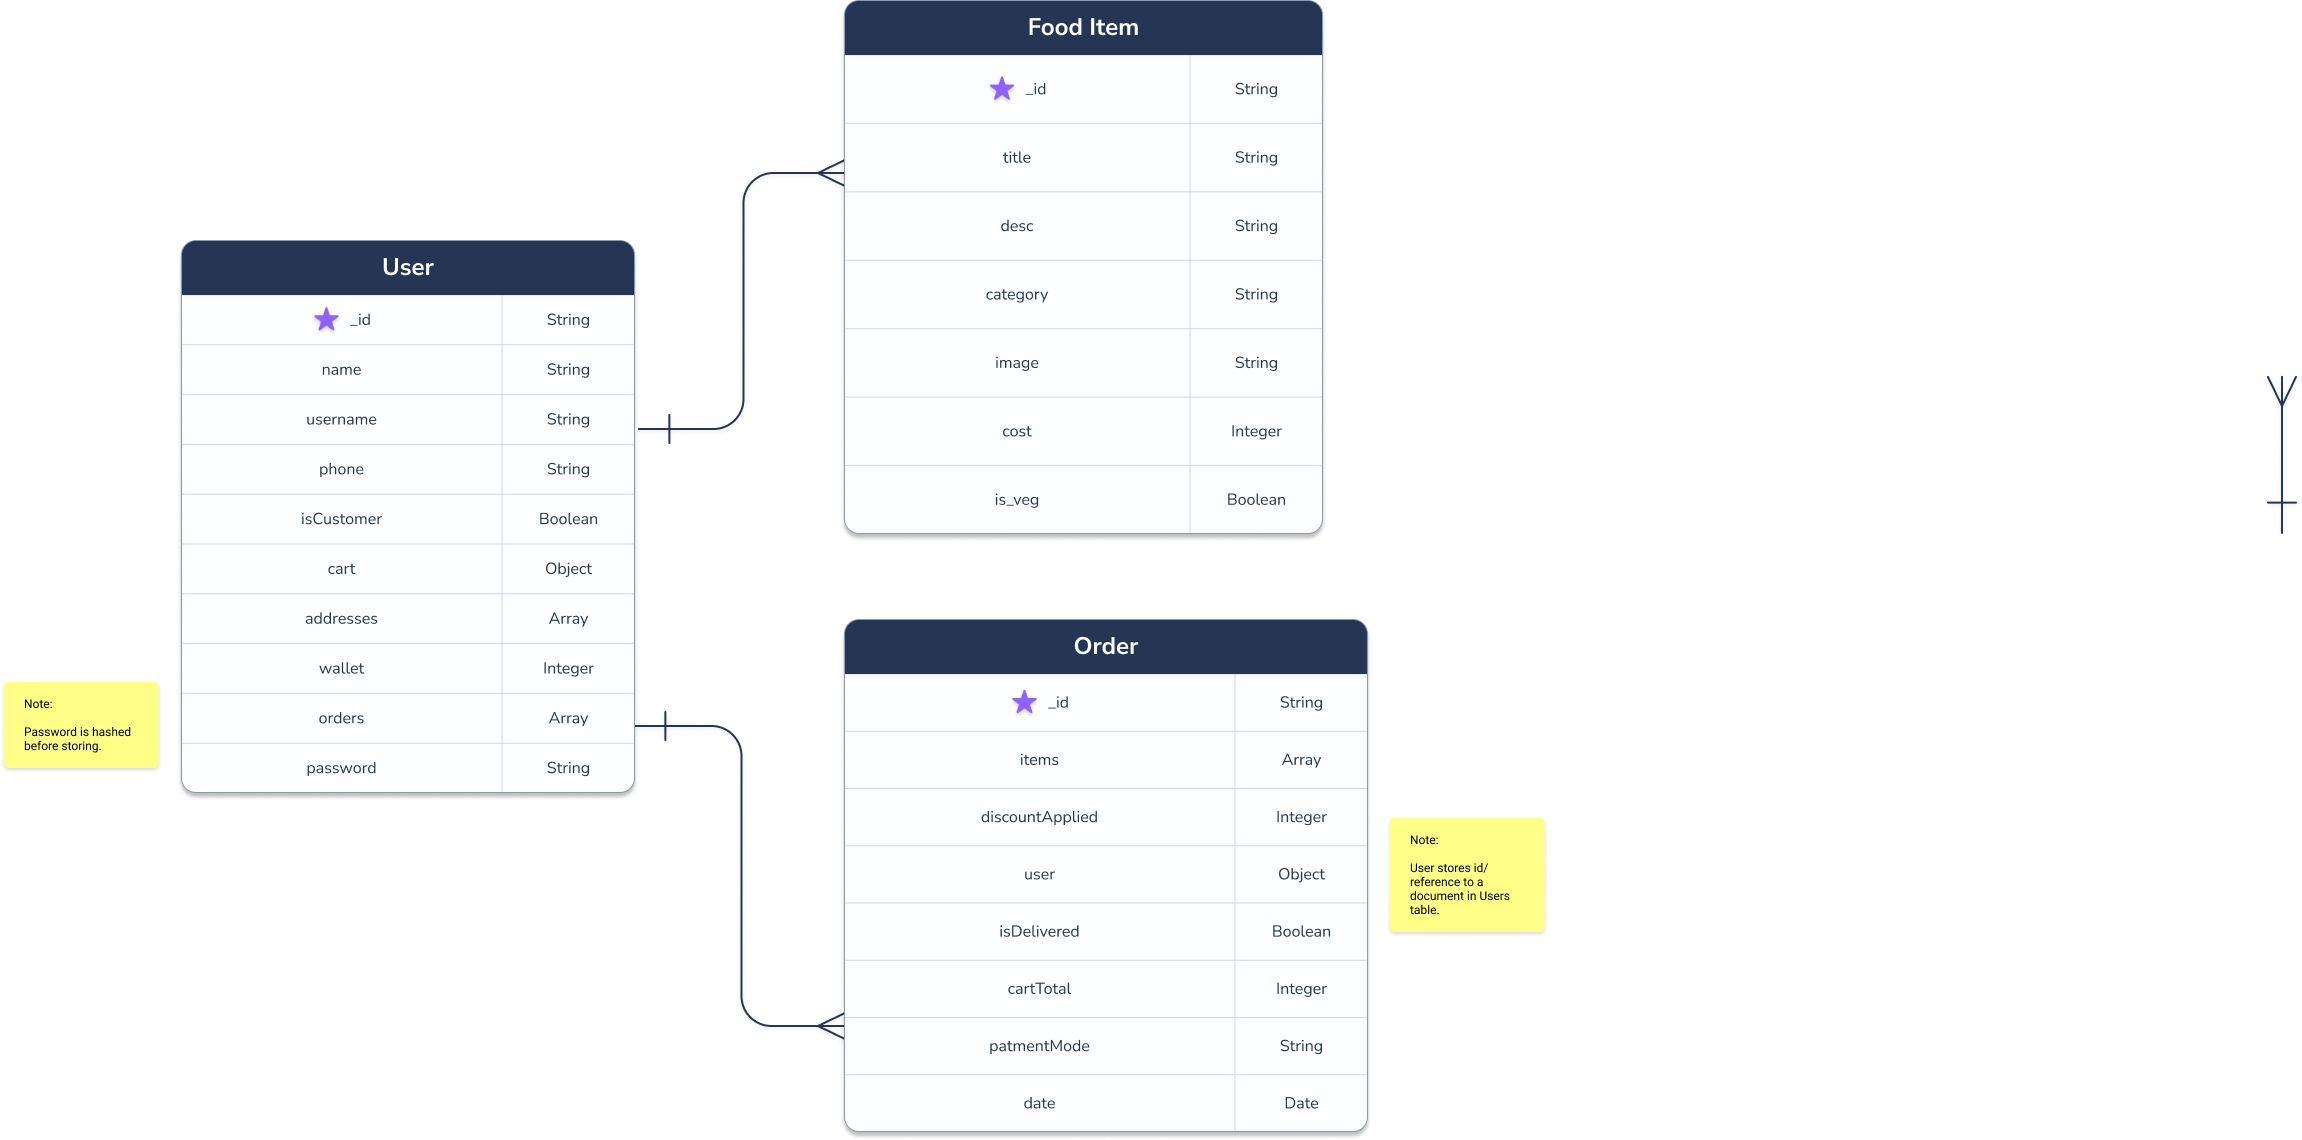 Food Item
_id String
title String
desc String
category String
image String
cost Integer
is_veg Boolean
User
_id String
name String
username String
phone String
isCustomer Boolean
cart Object
addresses Array
wallet Integer
orders Array
password String
Note:
Password is hashed
before storing.
Order
_id String
items Array
discountApplied Integer
user Object
isDelivered Boolean
cartTotal Integer
patmentMode String
date Date
Note:
User stores id/
reference to a
document in Users
table.